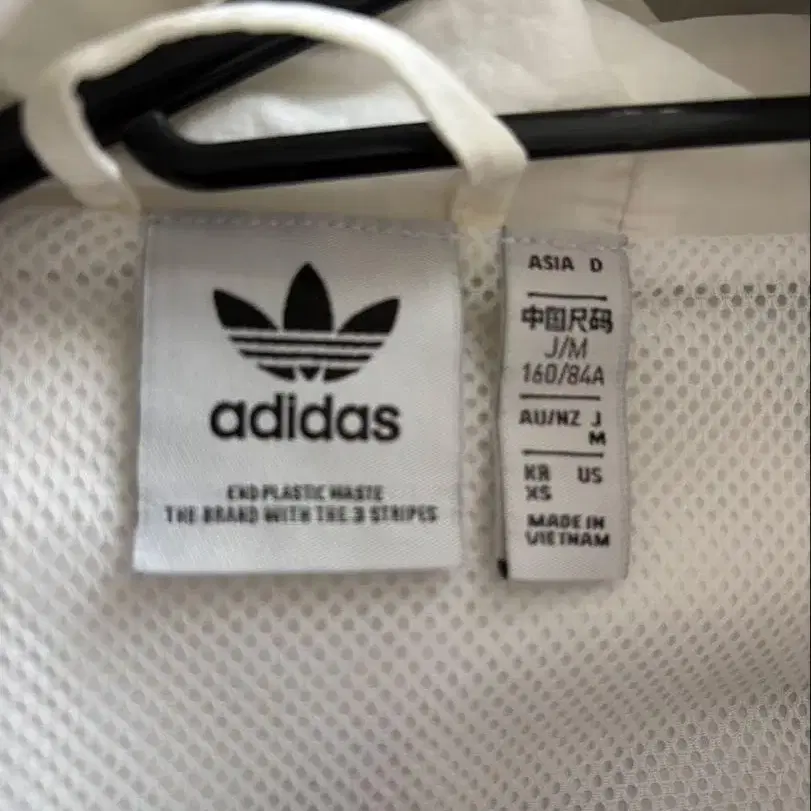 adidas
END PLASTIC WASTE
THE BRAND WITH THE 3 STRIPES
ASIA D
中国尺码
J/M
160/84A
AU/NZ J
M
KR US
XS
MADE IN
VIETNAM